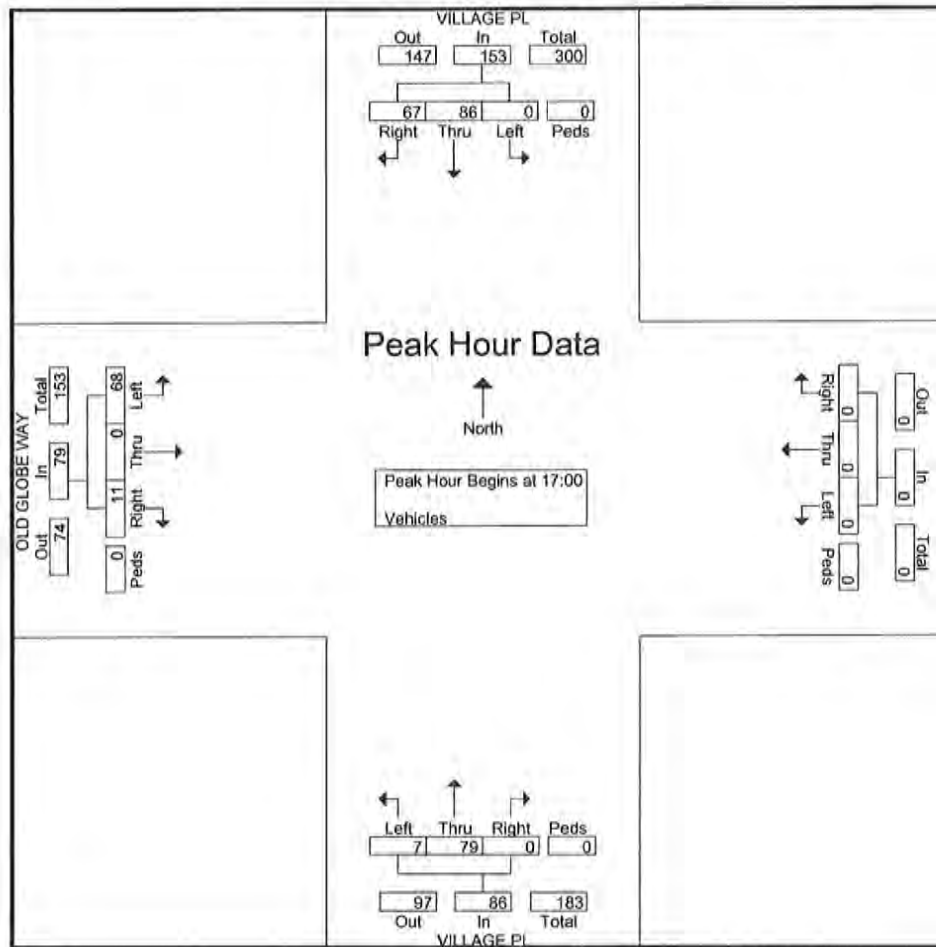 VILLAGE PL
Out In Total
147 153 300
67 86 0 0
Right Thru Left Peds
Peak Hour Data
North
Peak Hour Begins at 17:00
Vehicles
OLD GLOBE WAY
Out In Total
74 79 153
11 0 68
Peds Right Thru Left
0
Out In Total
0 0 0
Right Thru Left Peds
0 0 0 0
Left Thru Right Peds
7 79 0 0
97 86 183
Out In Total
VILLAGE PL